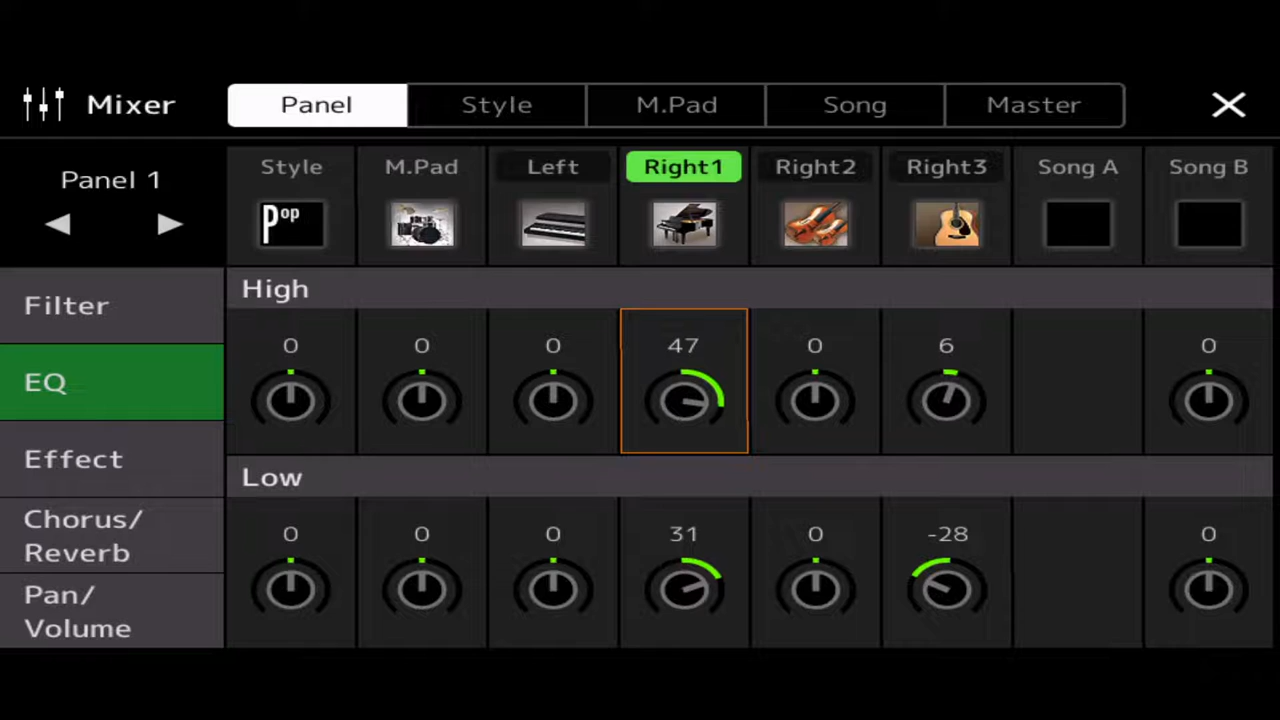 Mixer Panel Style M.Pad Song Master
Panel 1
Style M.Pad Left Right1 Right2 Right3 Song A Song B
Pop
Filter
EQ
Effect
Chorus/
Reverb
Pan/
Volume
High
0 0 0 47 0 6 0
Low
0 0 0 31 0 -28 0